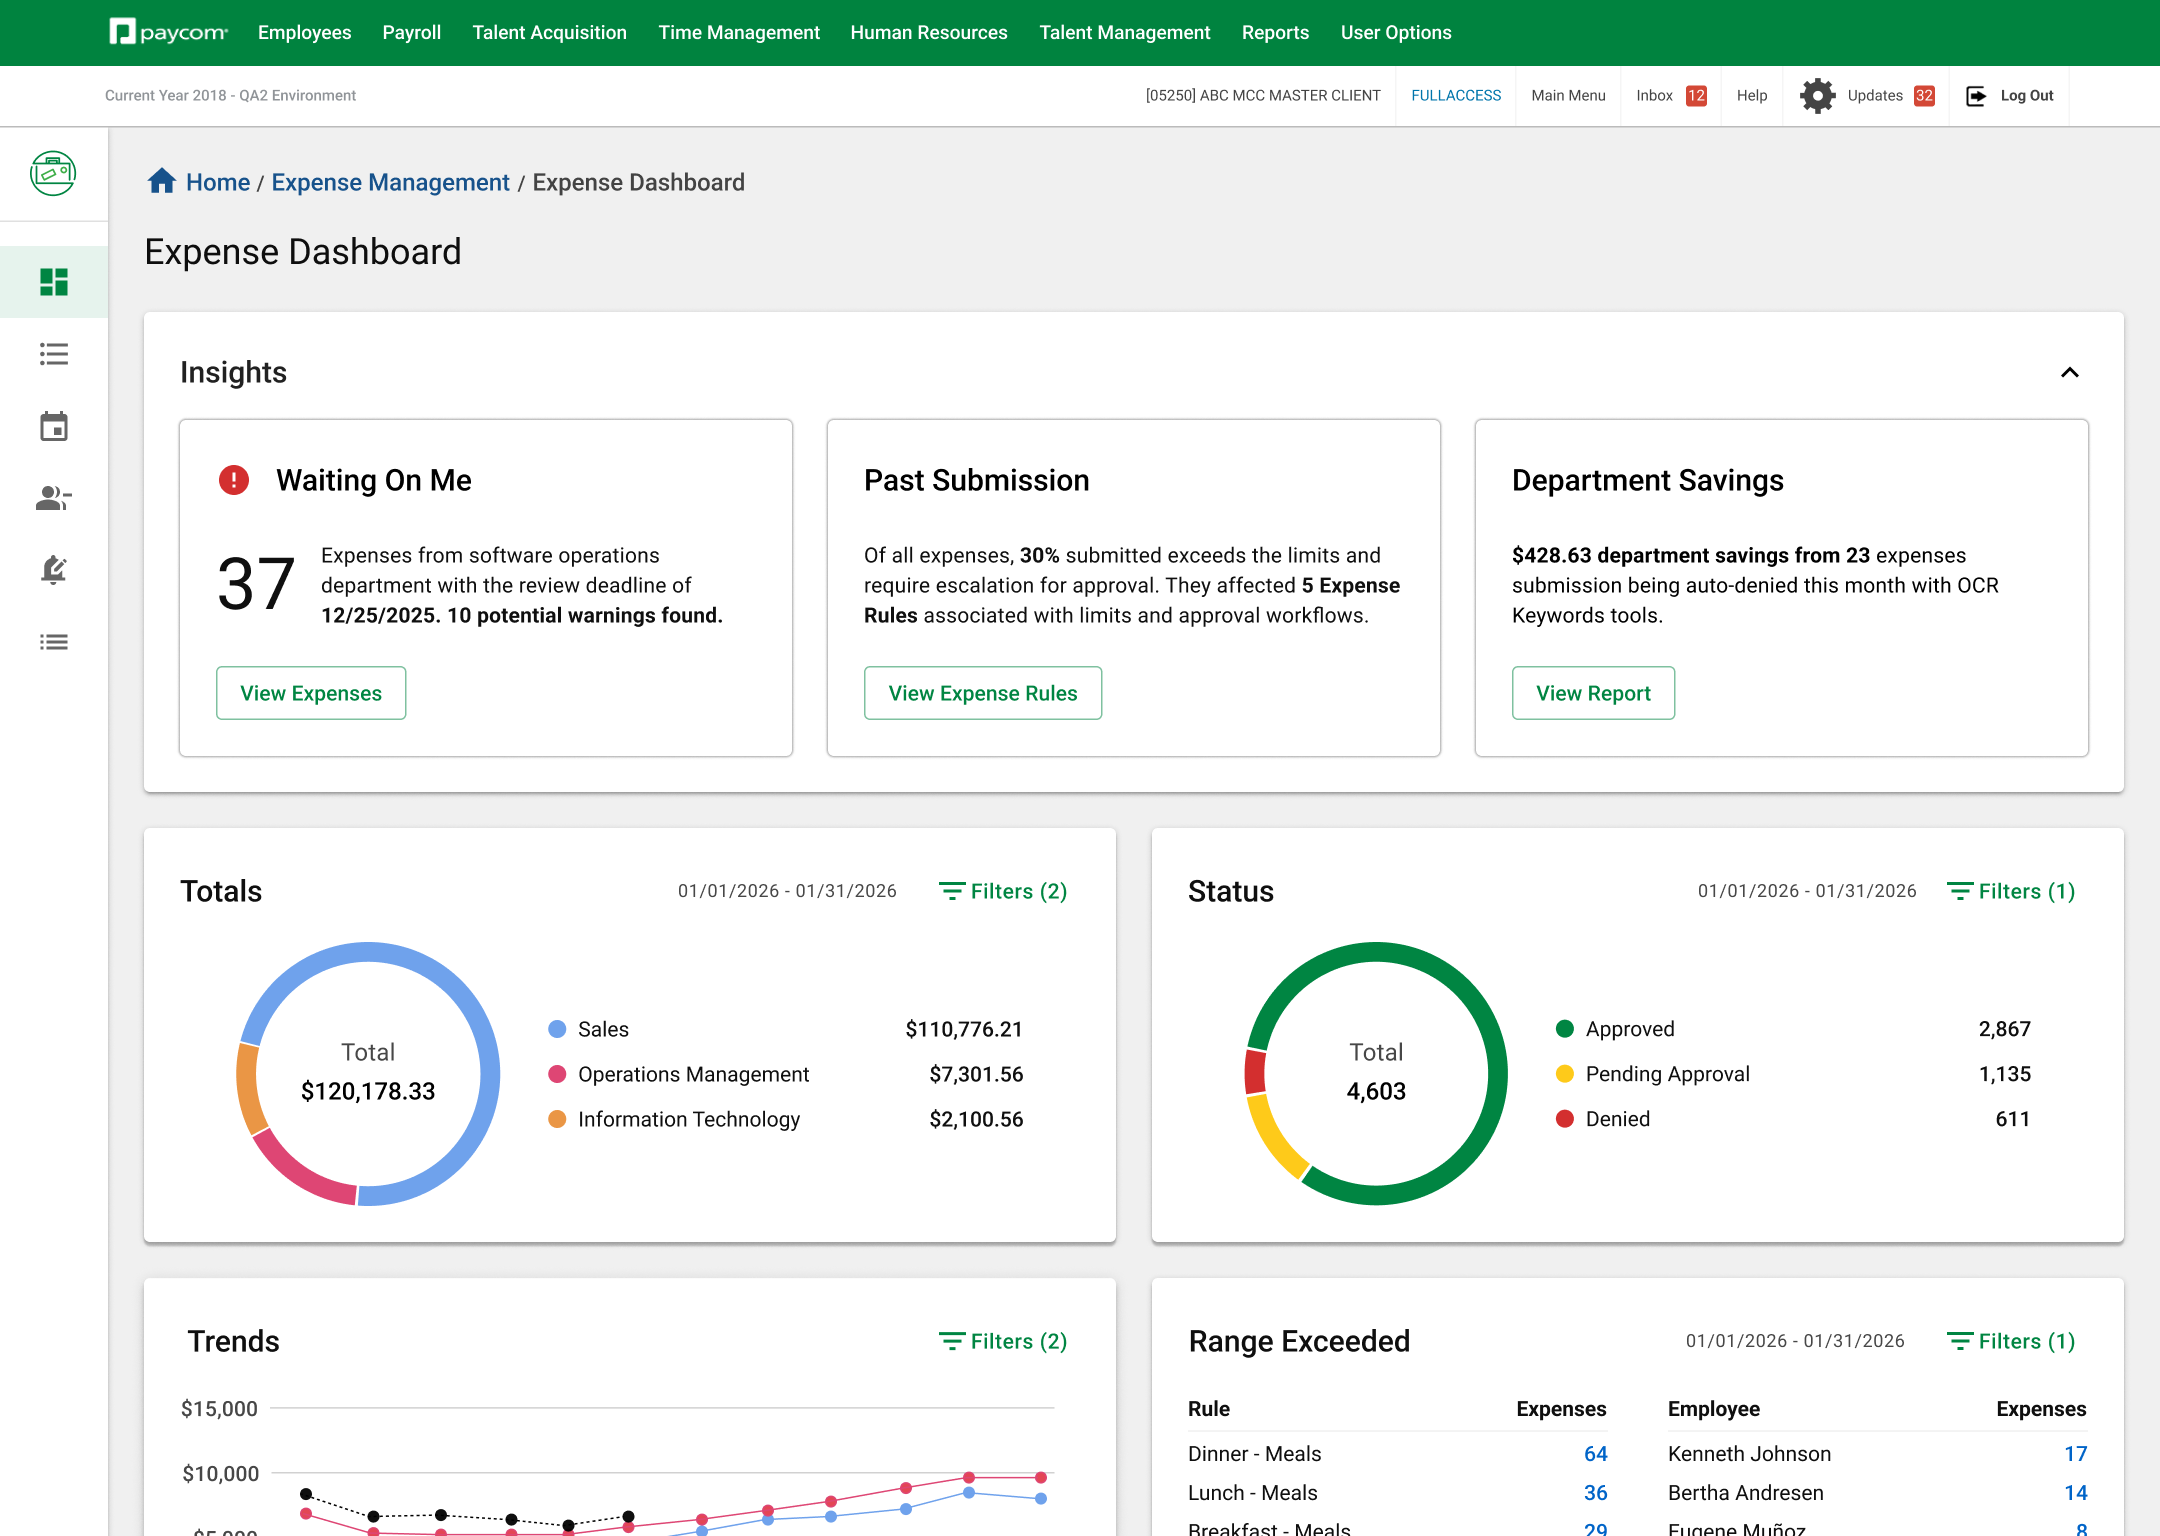 paycom
Employees
Payroll
Talent Acquisition
Time Management
Human Resources
Talent Management
Reports
User Options
Current Year 2018 - QA2 Environment
[05250] ABC MCC MASTER CLIENT
FULLACCESS
Main Menu
Inbox 12
Help
Updates 32
Log Out
Home / Expense Management / Expense Dashboard
Expense Dashboard
Insights
Waiting On Me
37
Expenses from software operations
department with the review deadline of
12/25/2025. 10 potential warnings found.
View Expenses
Past Submission
Of all expenses, 30% submitted exceeds the limits and
require escalation for approval. They affected 5 Expense
Rules associated with limits and approval workflows.
View Expense Rules
Department Savings
$428.63 department savings from 23 expenses
submission being auto-denied this month with OCR
Keywords tools.
View Report
Totals
01/01/2026 - 01/31/2026
Filters (2)
Total
$120,178.33
Sales $110,776.21
Operations Management $7,301.56
Information Technology $2,100.56
Status
01/01/2026 - 01/31/2026
Filters (1)
Total
4,603
Approved 2,867
Pending Approval 1,135
Denied 611
Trends
Filters (2)
$15,000
$10,000
$5,000
Range Exceeded
01/01/2026 - 01/31/2026
Filters (1)
Rule Expenses
Dinner - Meals 64
Lunch - Meals 36
Breakfast - Meals 29
Employee Expenses
Kenneth Johnson 17
Bertha Andresen 14
Eugene Muñoz 8